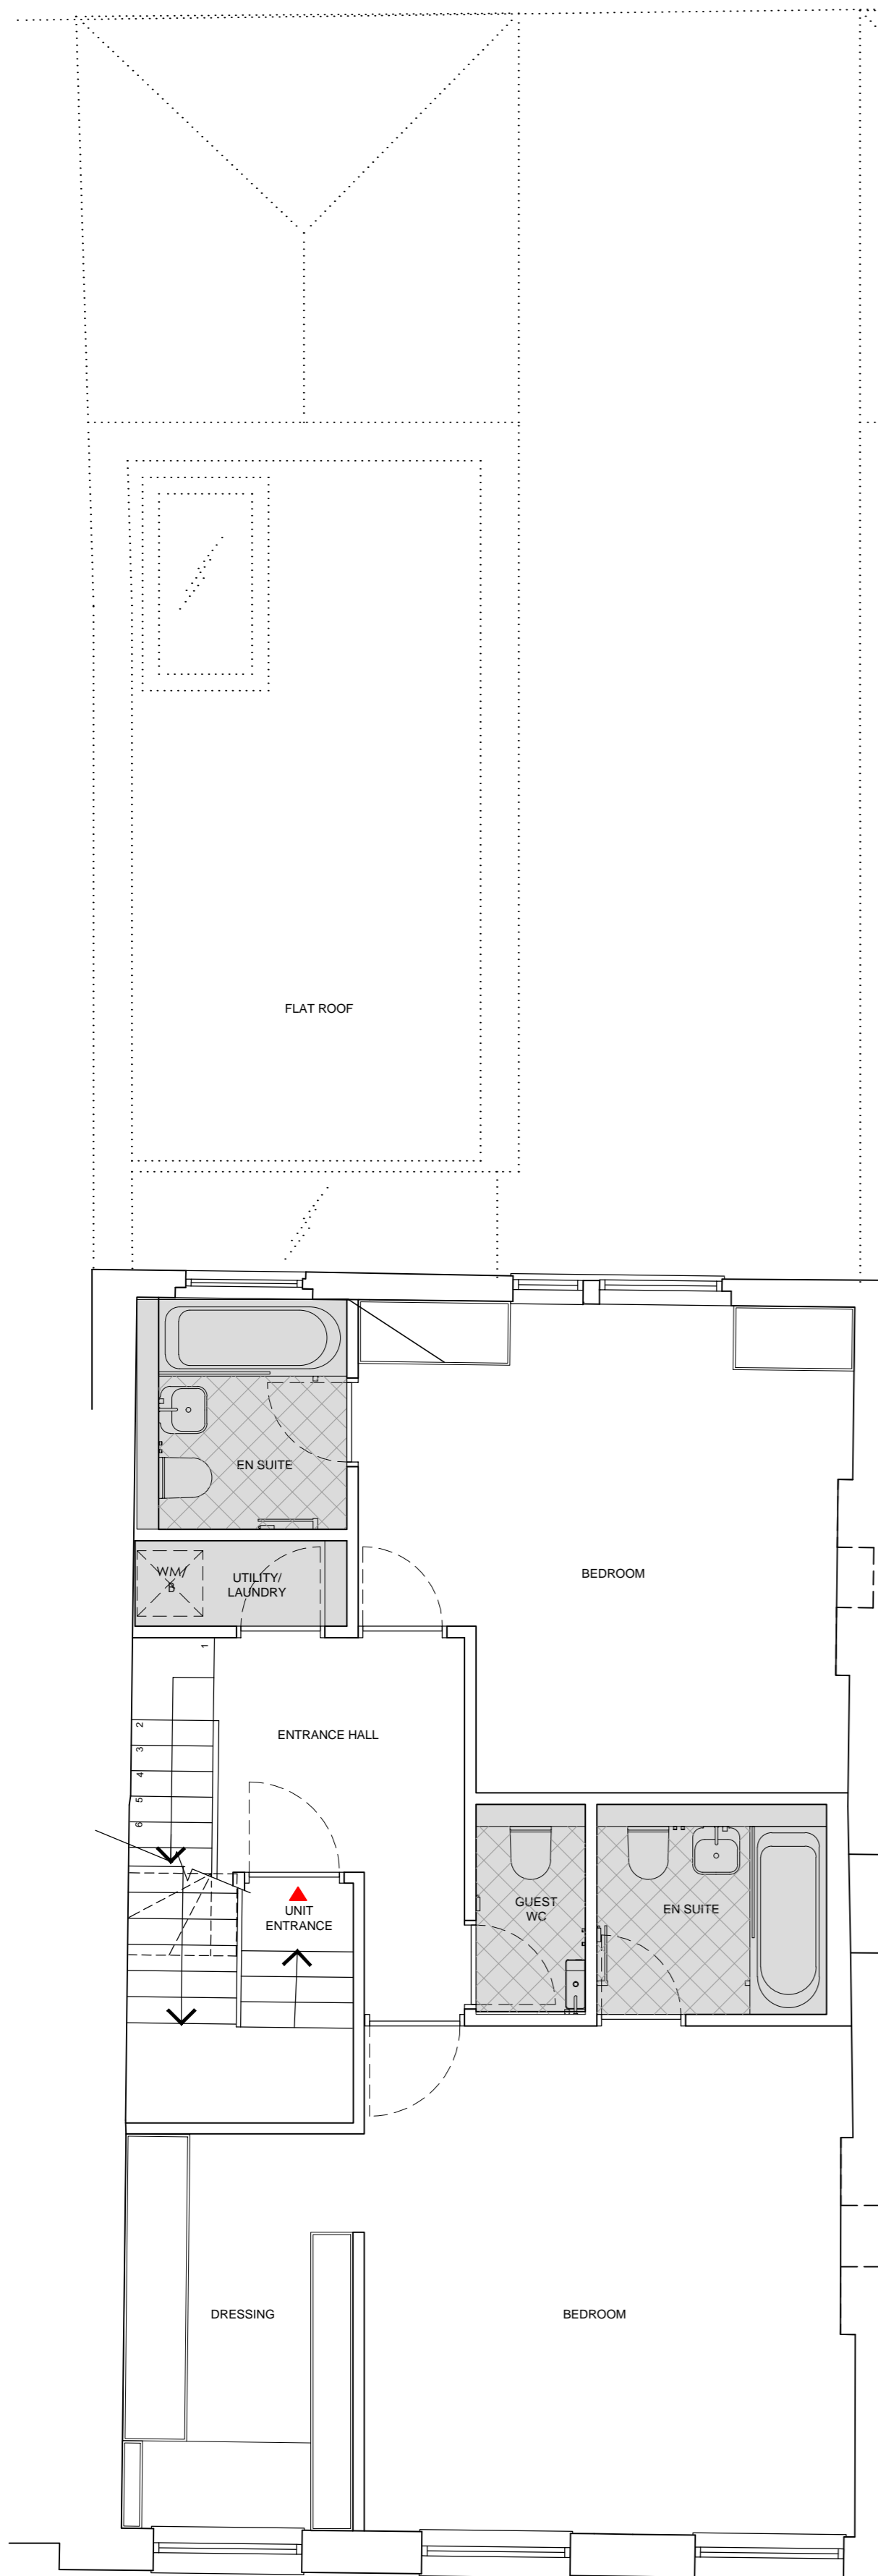 FLAT ROOF
EN SUITE
WM/
B
UTILITY/
LAUNDRY
BEDROOM
1
ENTRANCE HALL
2
3
4
5
6
UNIT
ENTRANCE
GUEST
WC
EN SUITE
DRESSING
BEDROOM